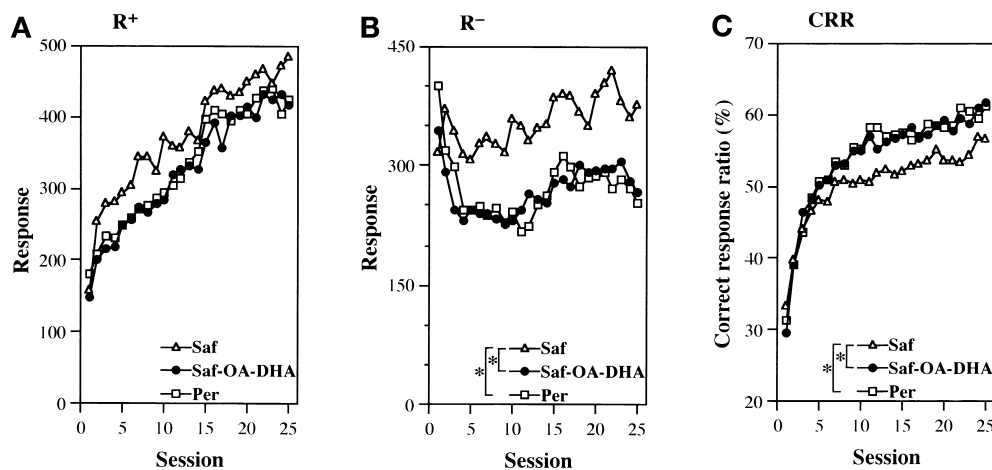 A R⁺
500
400
300
200
100
0
Response
0 5 10 15 20 25
Session
Saf
Saf-OA-DHA
Per
B R⁻
450
300
150
0
Response
0 5 10 15 20 25
Session
* * Saf
Saf-OA-DHA
Per
C CRR
70
60
50
40
30
20
Correct response ratio (%)
0 5 10 15 20 25
Session
* * Saf
Saf-OA-DHA
Per